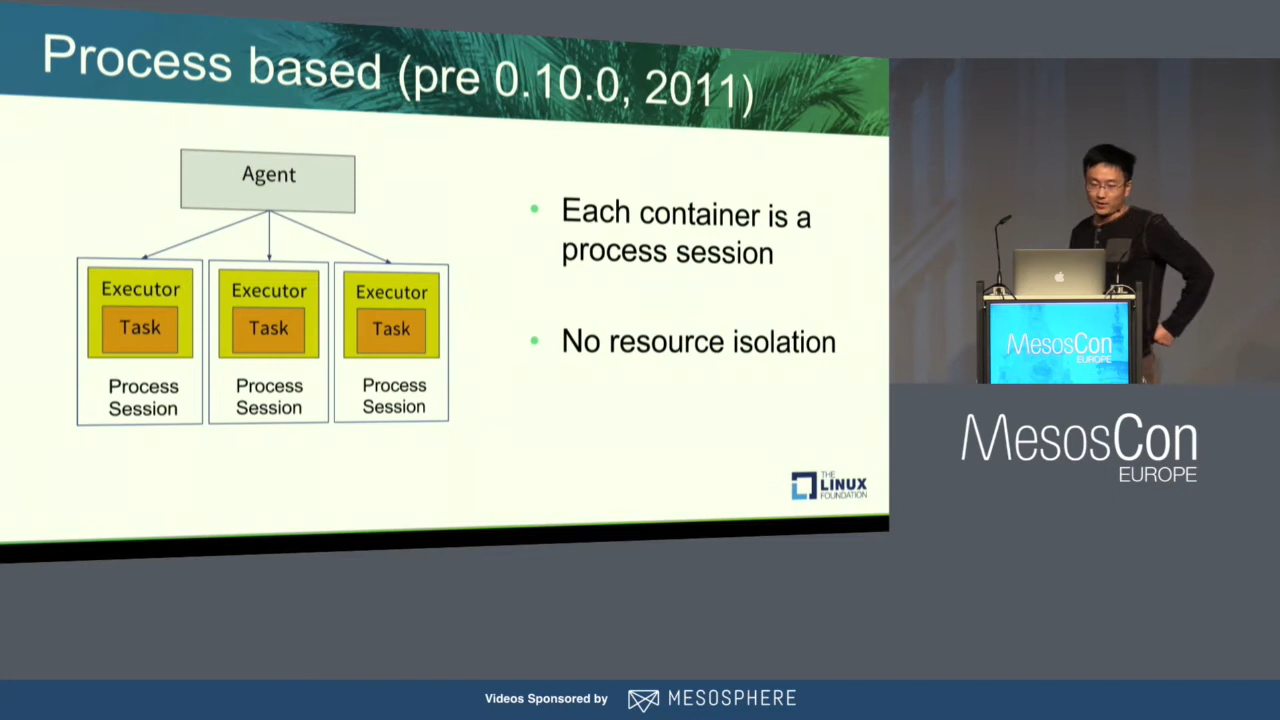 Process based (pre 0.10.0, 2011)
Agent
Executor
Task
Process
Session
Executor
Task
Process
Session
Executor
Task
Process
Session
• Each container is a
process session
• No resource isolation
THE
LINUX
FOUNDATION
MesosCon
EUROPE
MesosCon
EUROPE
Videos Sponsored by
MESOSPHERE